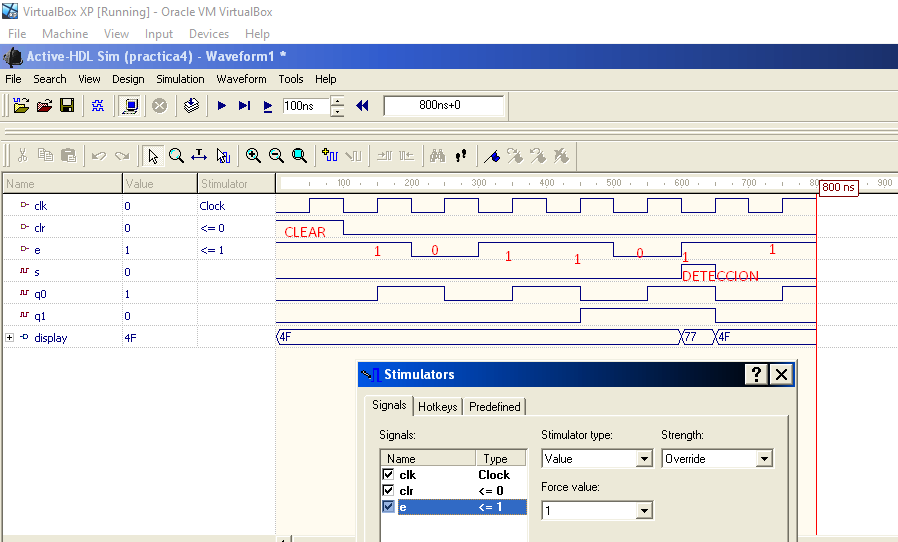 VirtualBox XP [Running] - Oracle VM VirtualBox
File Machine View Input Devices Help
Active-HDL Sim (practica4) - Waveform1 *
File Search View Design Simulation Waveform Tools Help
100ns 800ns+0
Name Value Stimulator 100 200 300 400 500 600 700 800 900
800 ns
clk 0 Clock
clr 0 <= 0 CLEAR
e 1 <= 1 1 0 1 1 0 1 1
s 0 DETECCION
q0 1
q1 0
display 4F 4F 77 4F
Stimulators
Signals Hotkeys Predefined
Signals: Stimulator type: Strength:
Name Type Value Override
clk Clock
clr <= 0 Force value:
e <= 1 1